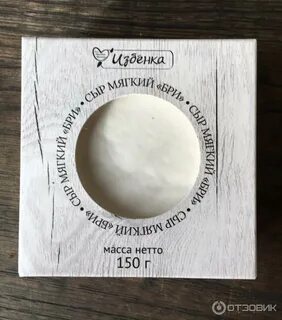 Избёнка
СЫР МЯГКИЙ «БРИ» • СЫР МЯГКИЙ «БРИ» • СЫР МЯГКИЙ «БРИ» • СЫР МЯГКИЙ «БРИ» •
масса нетто
150 г
ОТЗОВИК